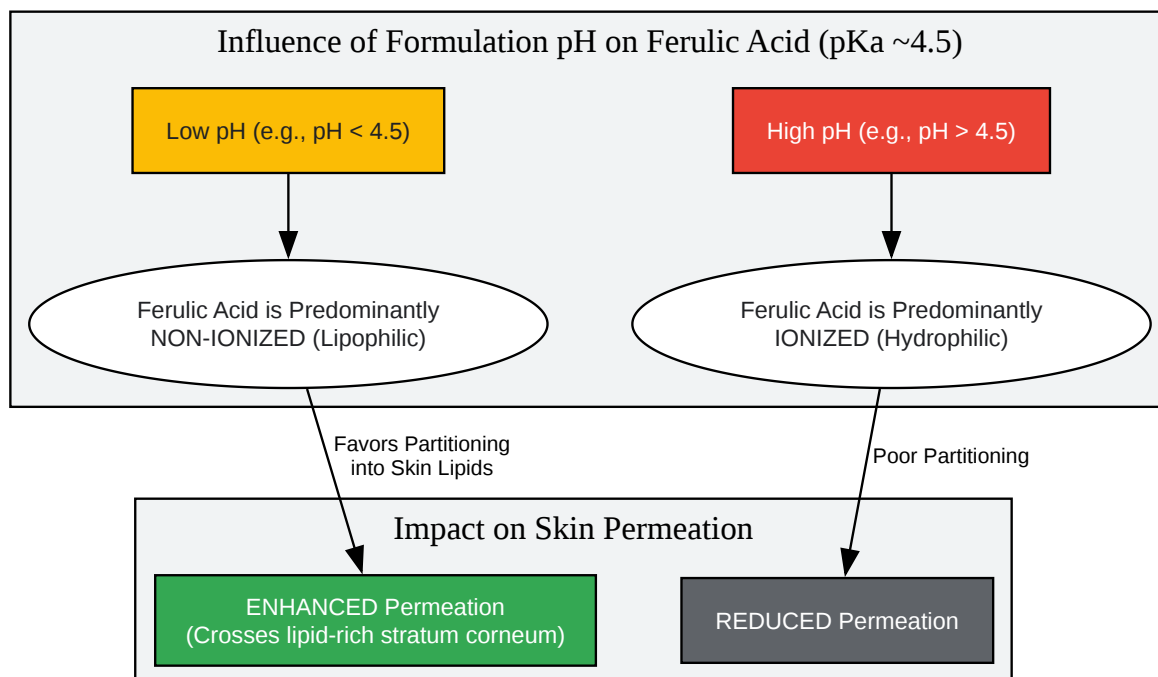 Influence of Formulation pH on Ferulic Acid (pKa ~4.5)
Low pH (e.g., pH < 4.5)
High pH (e.g., pH > 4.5)
Ferulic Acid is Predominantly
NON-IONIZED (Lipophilic)
Ferulic Acid is Predominantly
IONIZED (Hydrophilic)
Favors Partitioning
into Skin Lipids
Poor Partitioning
Impact on Skin Permeation
ENHANCED Permeation
(Crosses lipid-rich stratum corneum)
REDUCED Permeation